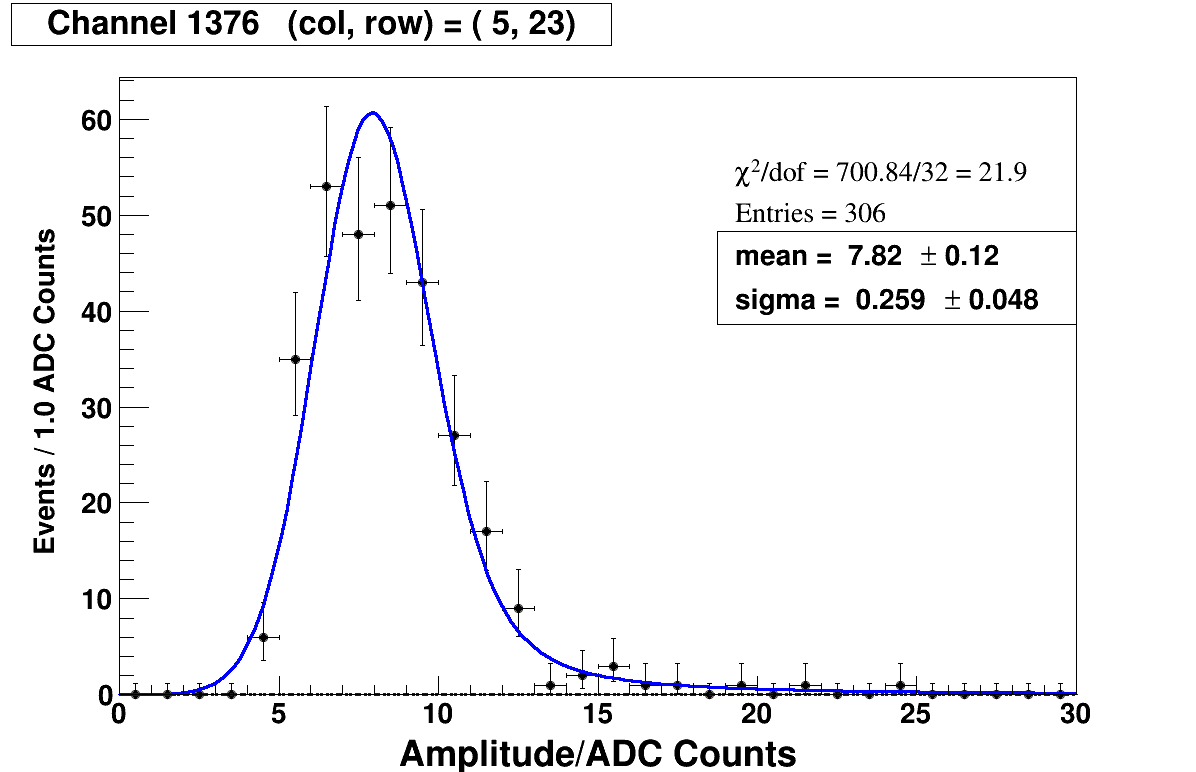 Channel 1376 (col, row) = ( 5, 23)
χ²/dof = 700.84/32 = 21.9
Entries = 306
mean = 7.82 ± 0.12
sigma = 0.259 ± 0.048
Events / 1.0 ADC Counts
60
50
40
30
20
10
0
0 5 10 15 20 25 30
Amplitude/ADC Counts